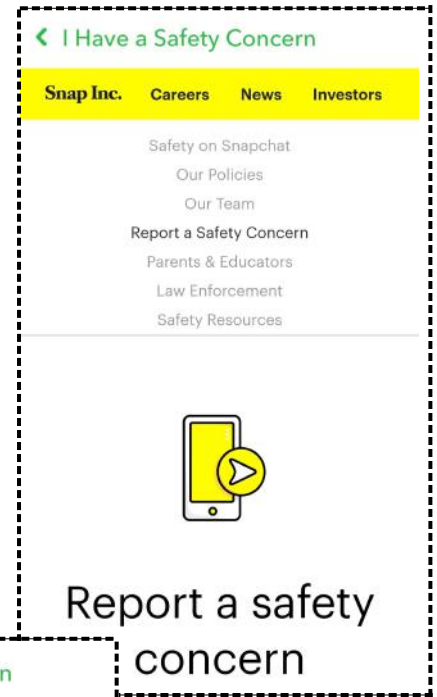 I Have a Safety Concern
Snap Inc. Careers News Investors
Safety on Snapchat
Our Policies
Our Team
Report a Safety Concern
Parents & Educators
Law Enforcement
Safety Resources
Report a safety
concern
n